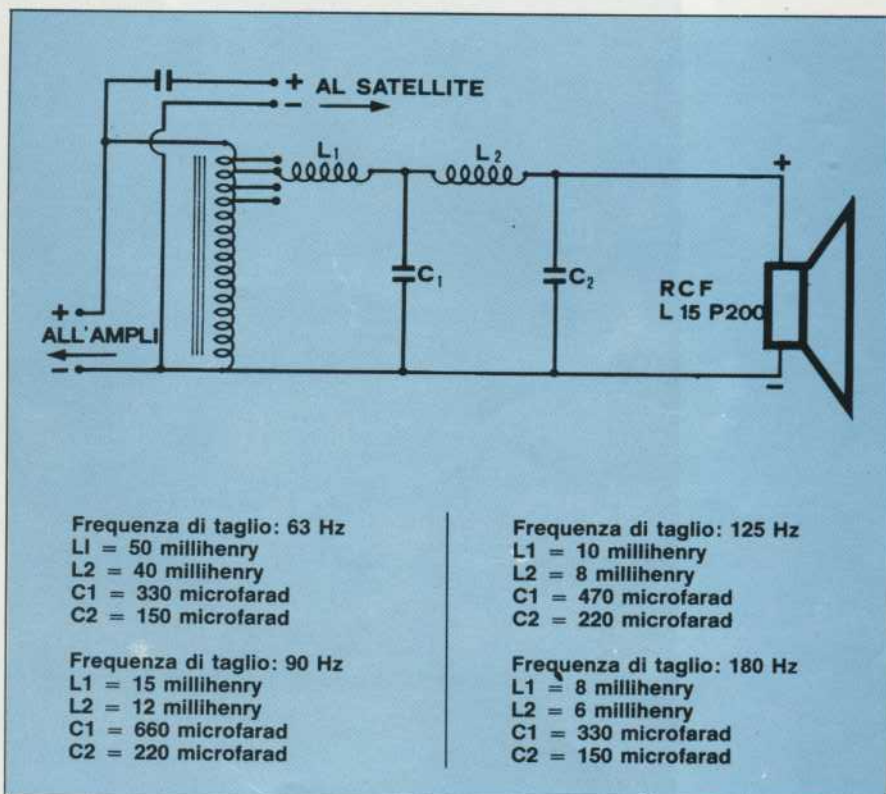 + AL SATELLITE
-
L1
L2
+
C1
C2
RCF
L 15 P200
+
ALL'AMPLI
-
-
Frequenza di taglio: 63 Hz
LI = 50 millihenry
L2 = 40 millihenry
C1 = 330 microfarad
C2 = 150 microfarad
Frequenza di taglio: 90 Hz
L1 = 15 millihenry
L2 = 12 millihenry
C1 = 660 microfarad
C2 = 220 microfarad
Frequenza di taglio: 125 Hz
L1 = 10 millihenry
L2 = 8 millihenry
C1 = 470 microfarad
C2 = 220 microfarad
Frequenza di taglio: 180 Hz
L1 = 8 millihenry
L2 = 6 millihenry
C1 = 330 microfarad
C2 = 150 microfarad